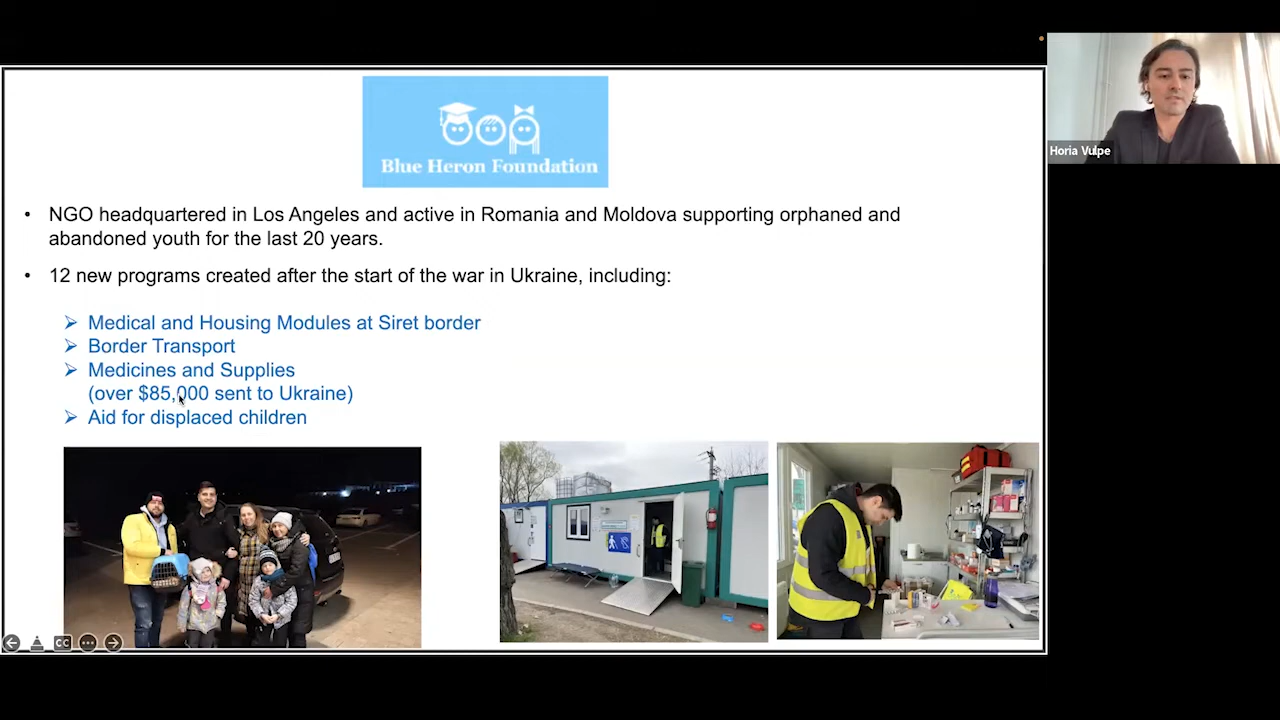 Blue Heron Foundation
Horia Vulpe
• NGO headquartered in Los Angeles and active in Romania and Moldova supporting orphaned and
abandoned youth for the last 20 years.
• 12 new programs created after the start of the war in Ukraine, including:
➢ Medical and Housing Modules at Siret border
➢ Border Transport
➢ Medicines and Supplies
(over $85,000 sent to Ukraine)
➢ Aid for displaced children
CC